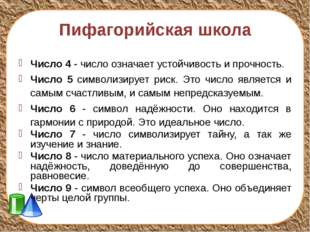 Пифагорийская школа
Число 4 - число означает устойчивость и прочность.
Число 5 символизирует риск. Это число является и
самым счастливым, и самым непредсказуемым.
Число 6 - символ надёжности. Оно находится в
гармонии с природой. Это идеальное число.
Число 7 - число символизирует тайну, а так же
изучение и знание.
Число 8 - число материального успеха. Оно означает
надёжность, доведённую до совершенства,
равновесие.
Число 9 - символ всеобщего успеха. Оно объединяет
черты целой группы.